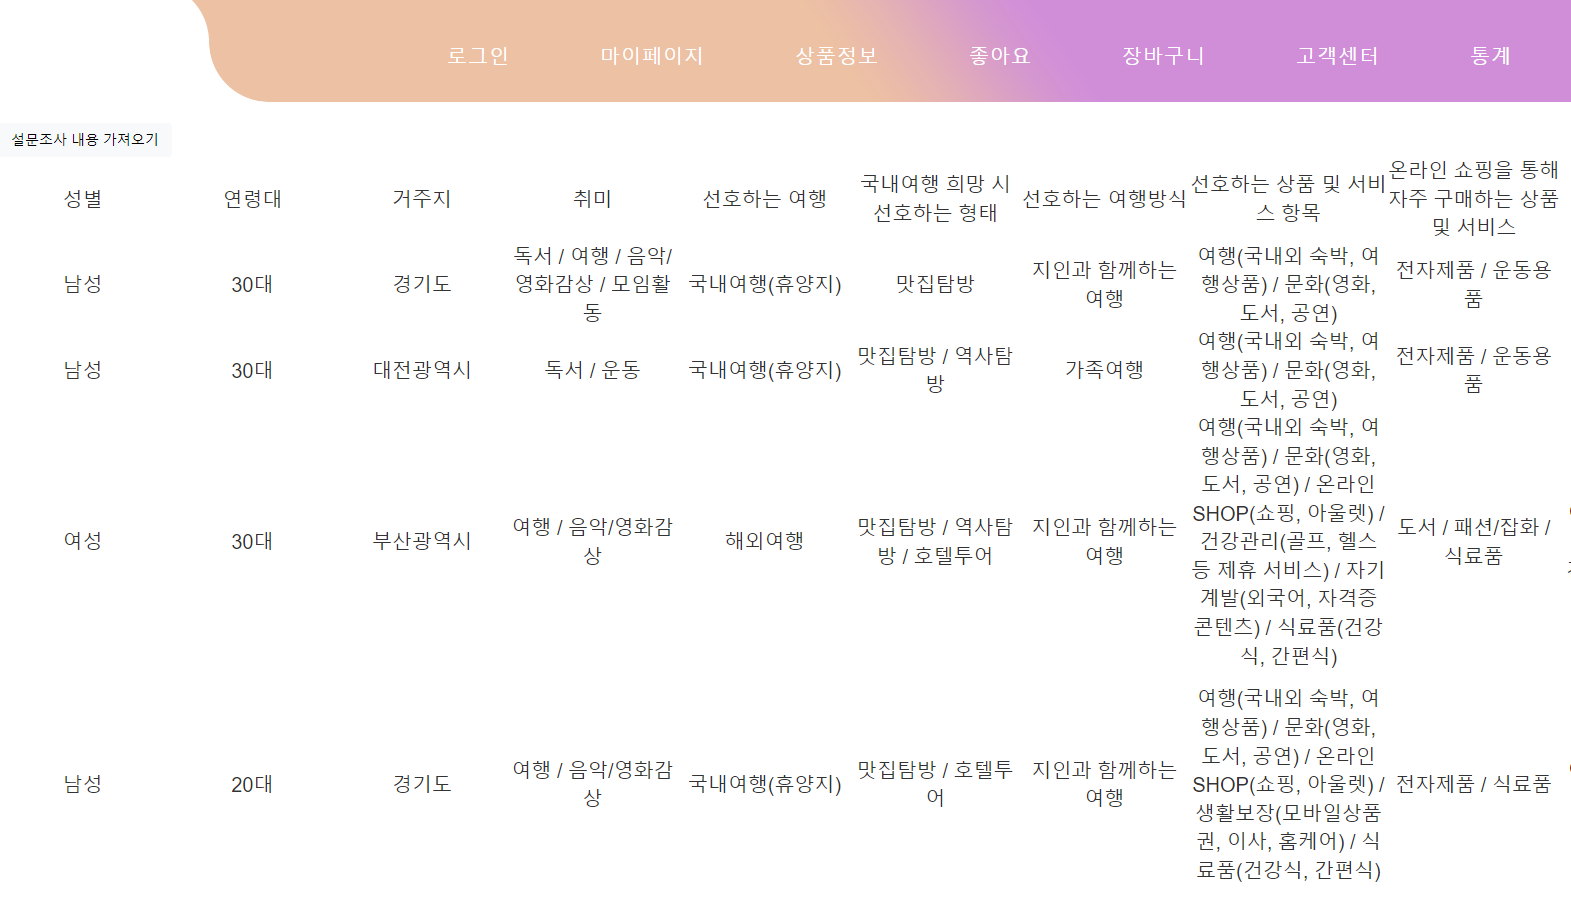 로그인 마이페이지 상품정보 좋아요 장바구니 고객센터 통계
설문조사 내용 가져오기
성별
연령대
거주지
취미
선호하는 여행
국내여행 희망 시
선호하는 형태
선호하는 여행방식
선호하는 상품 및 서비
스 항목
온라인 쇼핑을 통해
자주 구매하는 상품
및 서비스
남성
30대
경기도
독서 / 여행 / 음악/
영화감상 / 모임활
동
국내여행(휴양지)
맛집탐방
지인과 함께하는
여행
여행(국내외 숙박, 여
행상품) / 문화(영화,
도서, 공연)
전자제품 / 운동용
품
남성
30대
대전광역시
독서 / 운동
국내여행(휴양지)
맛집탐방 / 역사탐
방
가족여행
여행(국내외 숙박, 여
행상품) / 문화(영화,
도서, 공연)
전자제품 / 운동용
품
여성
30대
부산광역시
여행 / 음악/영화감
상
해외여행
맛집탐방 / 역사탐
방 / 호텔투어
지인과 함께하는
여행
여행(국내외 숙박, 여
행상품) / 문화(영화,
도서, 공연) / 온라인
SHOP(쇼핑, 아울렛) /
건강관리(골프, 헬스
등 제휴 서비스) / 자기
계발(외국어, 자격증
콘텐츠) / 식료품(건강
식, 간편식)
도서 / 패션/잡화 /
식료품
남성
20대
경기도
여행 / 음악/영화감
상
국내여행(휴양지)
맛집탐방 / 호텔투
어
지인과 함께하는
여행
여행(국내외 숙박, 여
행상품) / 문화(영화,
도서, 공연) / 온라인
SHOP(쇼핑, 아울렛) /
생활보장(모바일상품
권, 이사, 홈케어) / 식
료품(건강식, 간편식)
전자제품 / 식료품